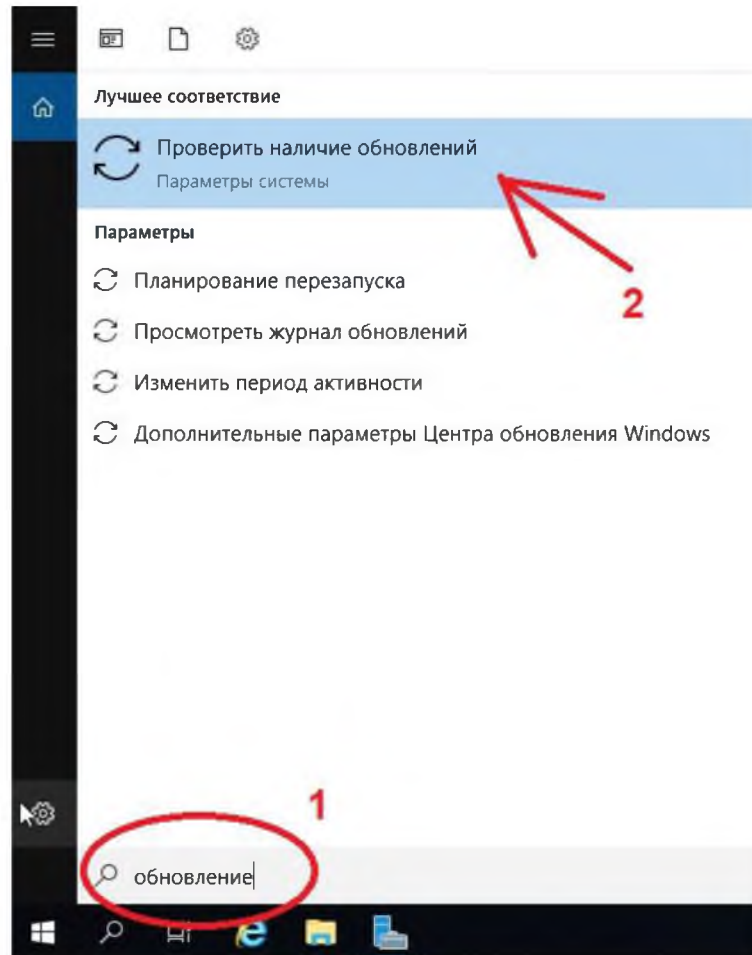 Лучшее соответствие
Проверить наличие обновлений
Параметры системы
Параметры
Планирование перезапуска
2
Просмотреть журнал обновлений
Изменить период активности
Дополнительные параметры Центра обновления Windows
1
обновление